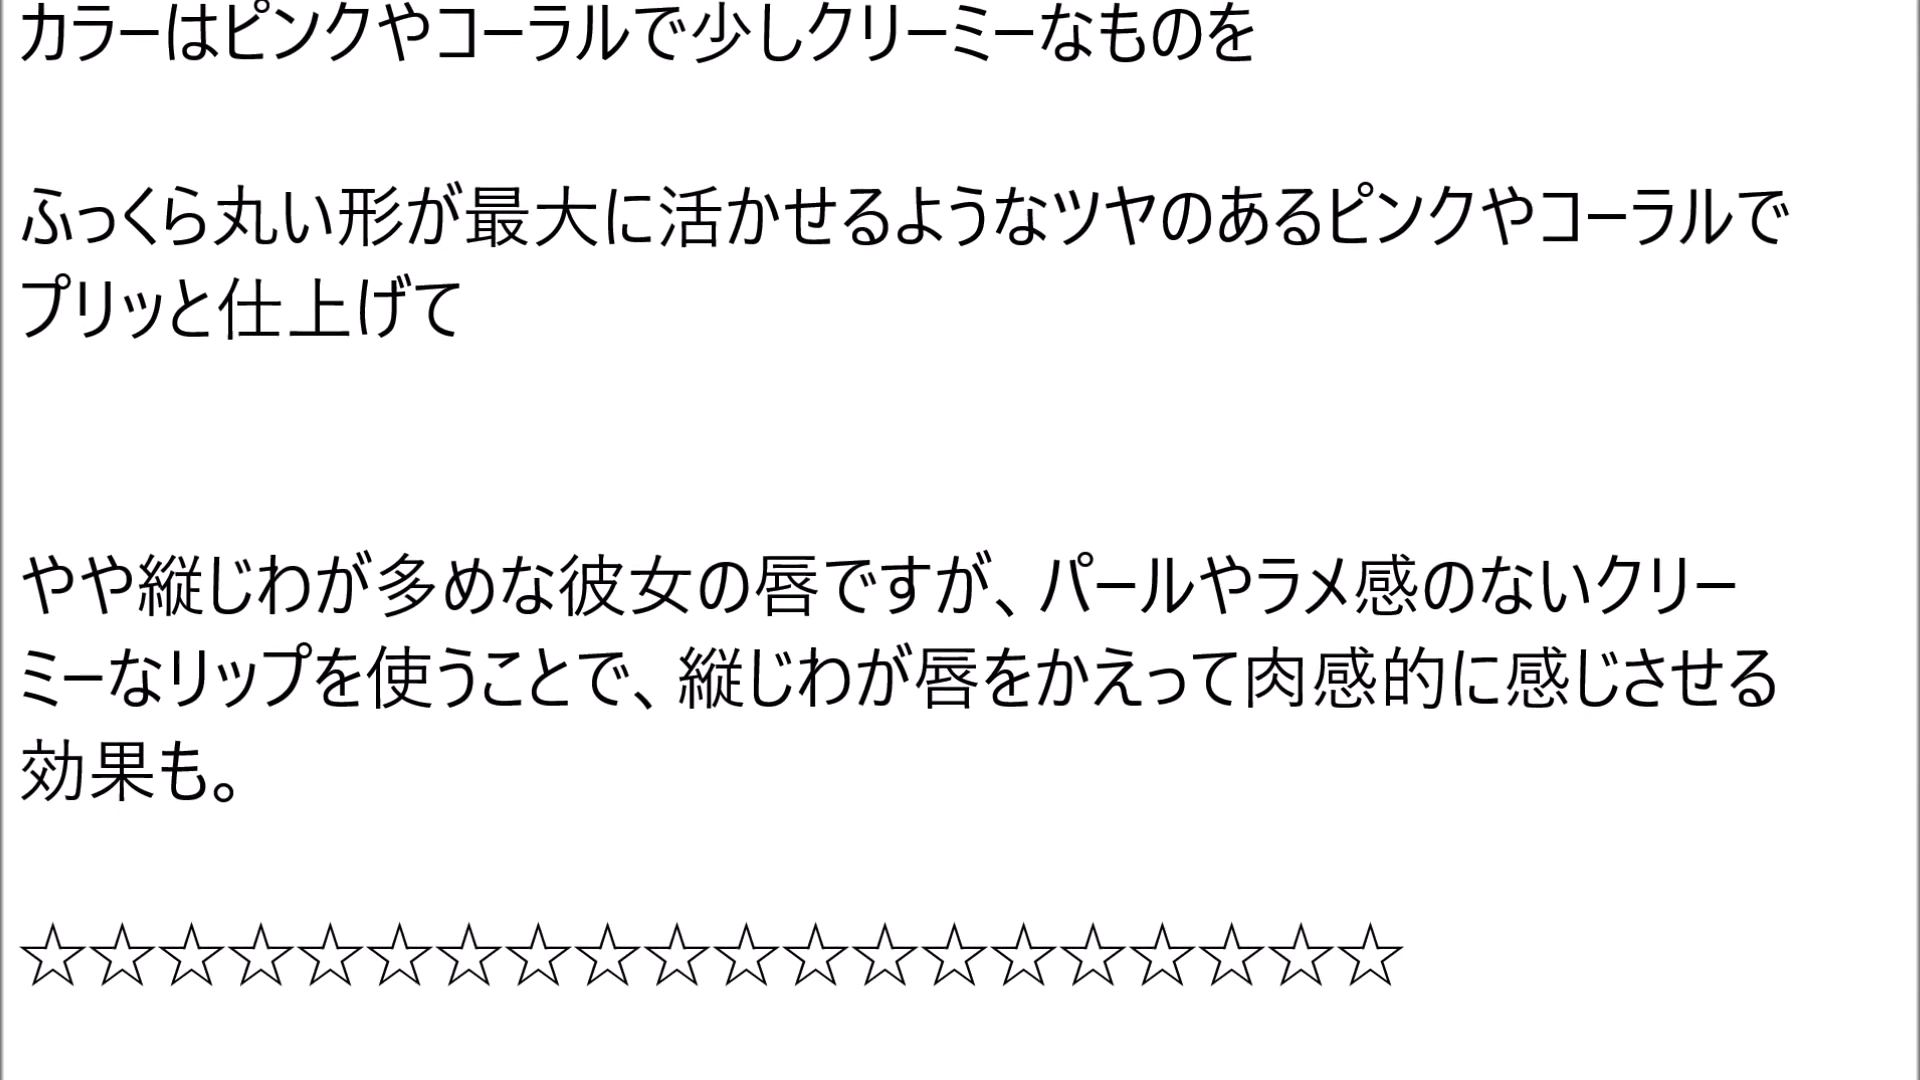 カラーはピンクやコーラルで少しクリーミーなものを
ふっくら丸い形が最大に活かせるようなツヤのあるピンクやコーラルで
プリッと仕上げて
やや縦じわが多めな彼女の唇ですが、パールやラメ感のないクリー
ミーなリップを使うことで、縦じわが唇をかえって肉感的に感じさせる
効果も。
☆☆☆☆☆☆☆☆☆☆☆☆☆☆☆☆☆☆☆☆